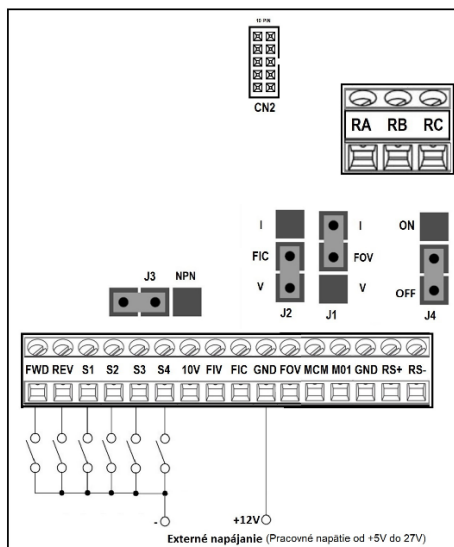 10 PIN
CN2
RA RB RC
I I ON
J3 NPN FIC FOV
V V OFF
J2 J1 J4
FWD REV S1 S2 S3 S4 10V FIV FIC GND FOV MCM M01 GND RS+ RS-
- +12V
Externé napájanie (Pracovné napätie od +5V do 27V)